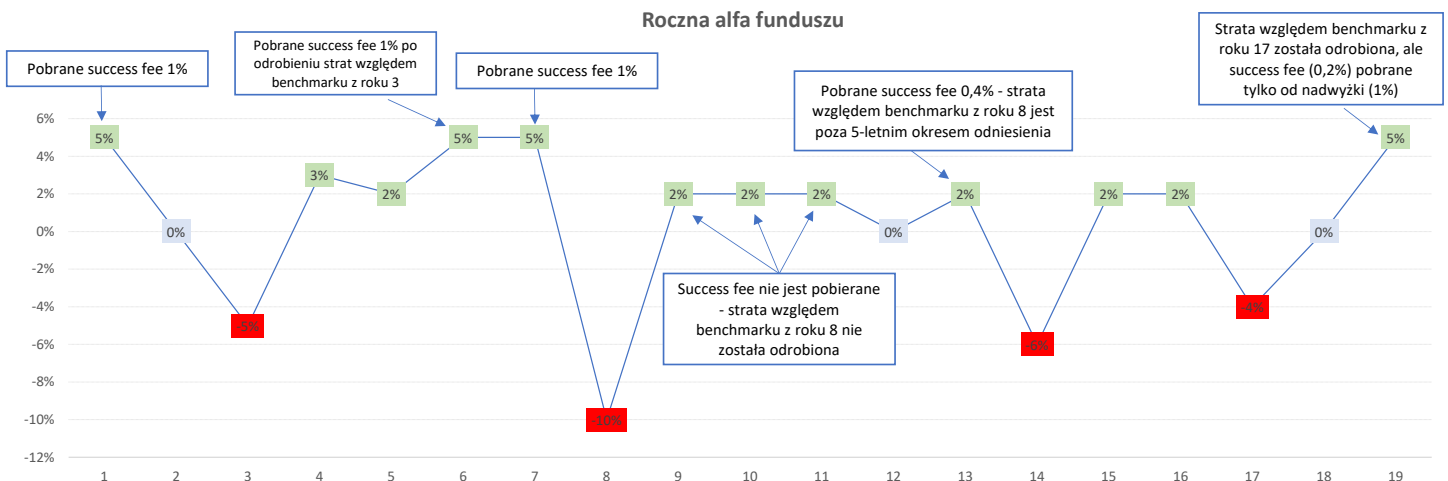 Roczna alfa funduszu
Pobrane success fee 1%
Pobrane success fee 1% po
odrobieniu strat względem
benchmarku z roku 3
Pobrane success fee 1%
Pobrane success fee 0,4% - strata
względem benchmarku z roku 8 jest
poza 5-letnim okresem odniesienia
Strata względem benchmarku z
roku 17 została odrobiona, ale
success fee (0,2%) pobrane
tylko od nadwyżki (1%)
Success fee nie jest pobierane
- strata względem
benchmarku z roku 8 nie
została odrobiona
6%
4%
2%
0%
-2%
-4%
-6%
-8%
-10%
-12%
5%
0%
-5%
3%
2%
5%
5%
-10%
2%
2%
2%
0%
2%
-6%
2%
2%
-4%
0%
5%
1 2 3 4 5 6 7 8 9 10 11 12 13 14 15 16 17 18 19